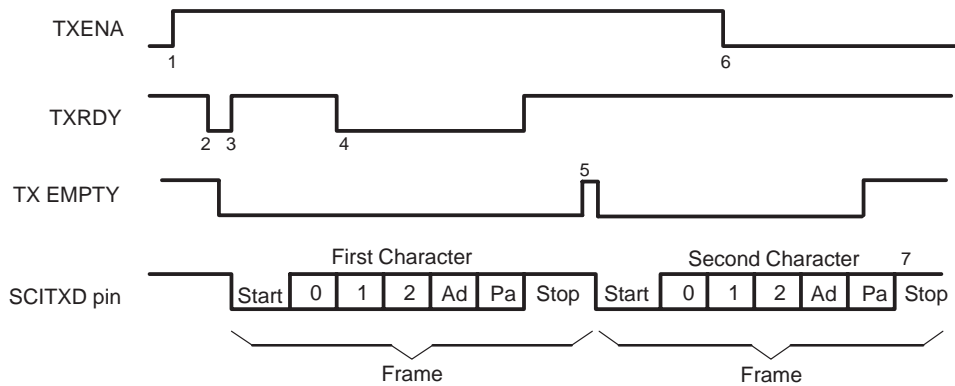 TXENA
1
6
TXRDY
2 3
4
TX EMPTY
5
First Character
Second Character 7
SCITXD pin
Start 0 1 2 Ad Pa Stop Start 0 1 2 Ad Pa Stop
Frame
Frame